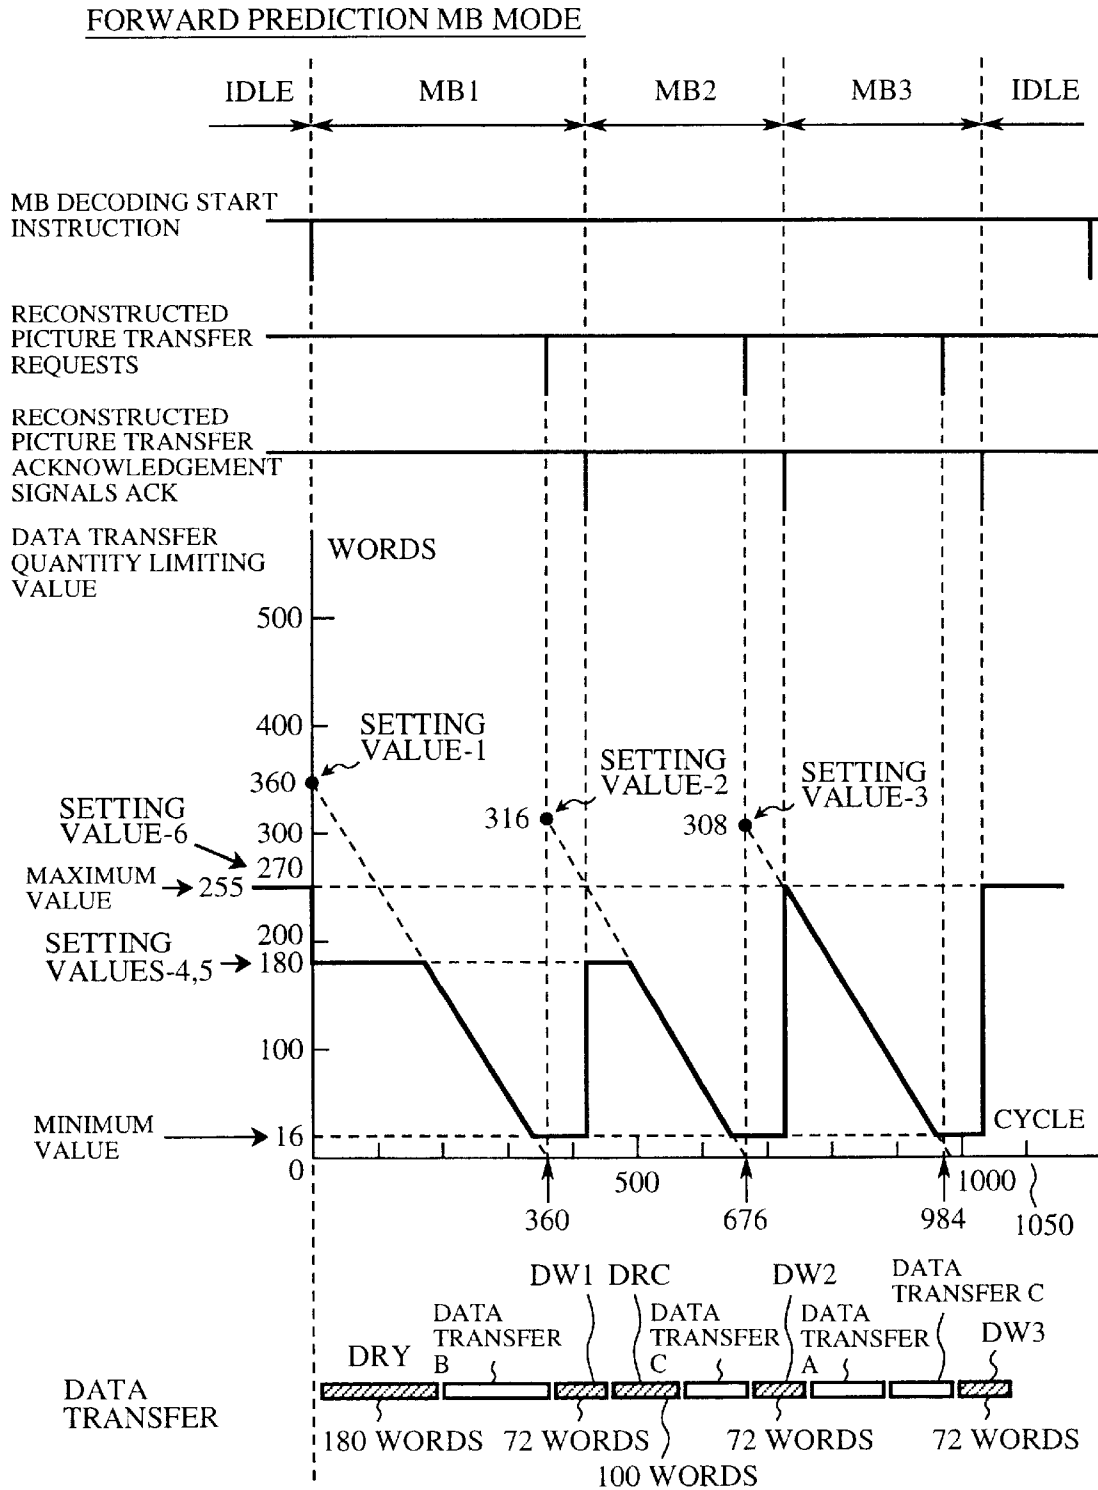 FORWARD PREDICTION MB MODE
IDLE MB1 MB2 MB3 IDLE
MB DECODING START
INSTRUCTION
RECONSTRUCTED
PICTURE TRANSFER
REQUESTS
RECONSTRUCTED
PICTURE TRANSFER
ACKNOWLEDGEMENT
SIGNALS ACK
DATA TRANSFER
QUANTITY LIMITING
VALUE
WORDS
500
400
SETTING
VALUE-1
360
SETTING
VALUE-2
316
SETTING
VALUE-3
308
300
SETTING
VALUE-6
270
MAXIMUM
VALUE
255
200
SETTING
VALUES-4,5
180
100
MINIMUM
VALUE
16
CYCLE
0
500
1000
360
676
984
1050
DW1 DRC DW2
DATA
TRANSFER C
DRY
DATA
TRANSFER
B
DATA
TRANSFER
C
DATA
TRANSFER
A
DW3
DATA
TRANSFER
180 WORDS 72 WORDS 72 WORDS 72 WORDS
100 WORDS